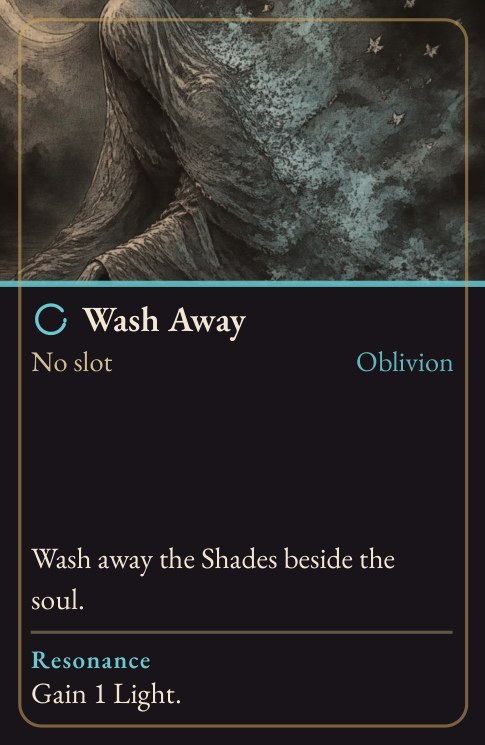 Wash Away
No slot
Oblivion
Wash away the Shades beside the
soul.
Resonance
Gain 1 Light.